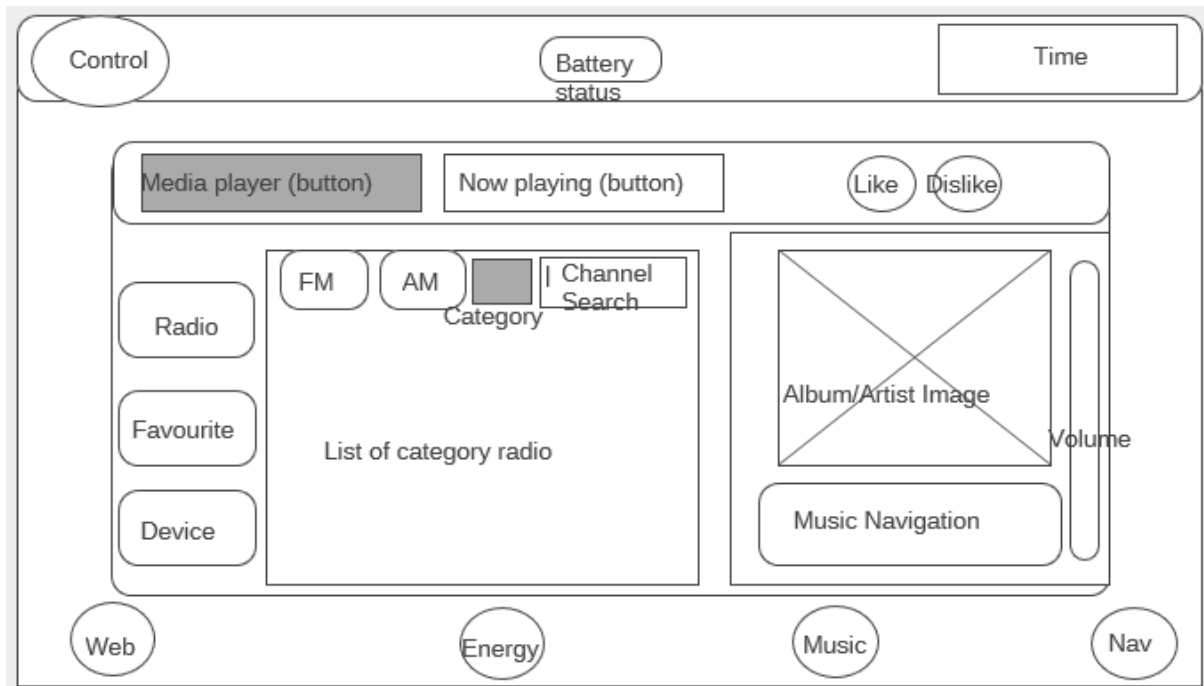 Control
Battery
status
Time
Media player (button)
Now playing (button)
Like
Dislike
FM
AM
Category
| Channel
Search
Radio
Favourite
Device
List of category radio
Album/Artist Image
Volume
Music Navigation
Web
Energy
Music
Nav